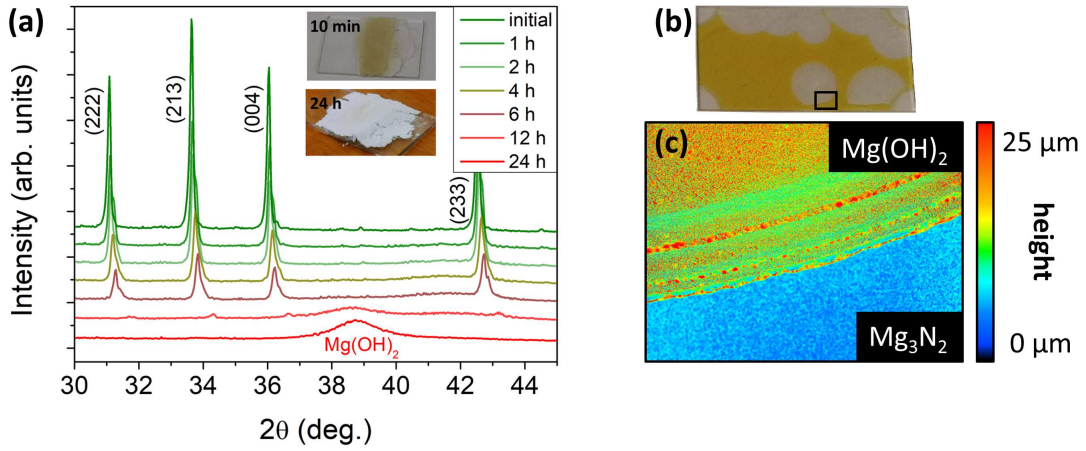 (a)
Intensity (arb. units)
(222)
(213)
(004)
(233)
10 min
24 h
initial
1 h
2 h
4 h
6 h
12 h
24 h
Mg(OH)₂
30 32 34 36 38 40 42 44
2θ (deg.)
(b)
(c)
Mg(OH)₂
Mg₃N₂
25 μm
height
0 μm